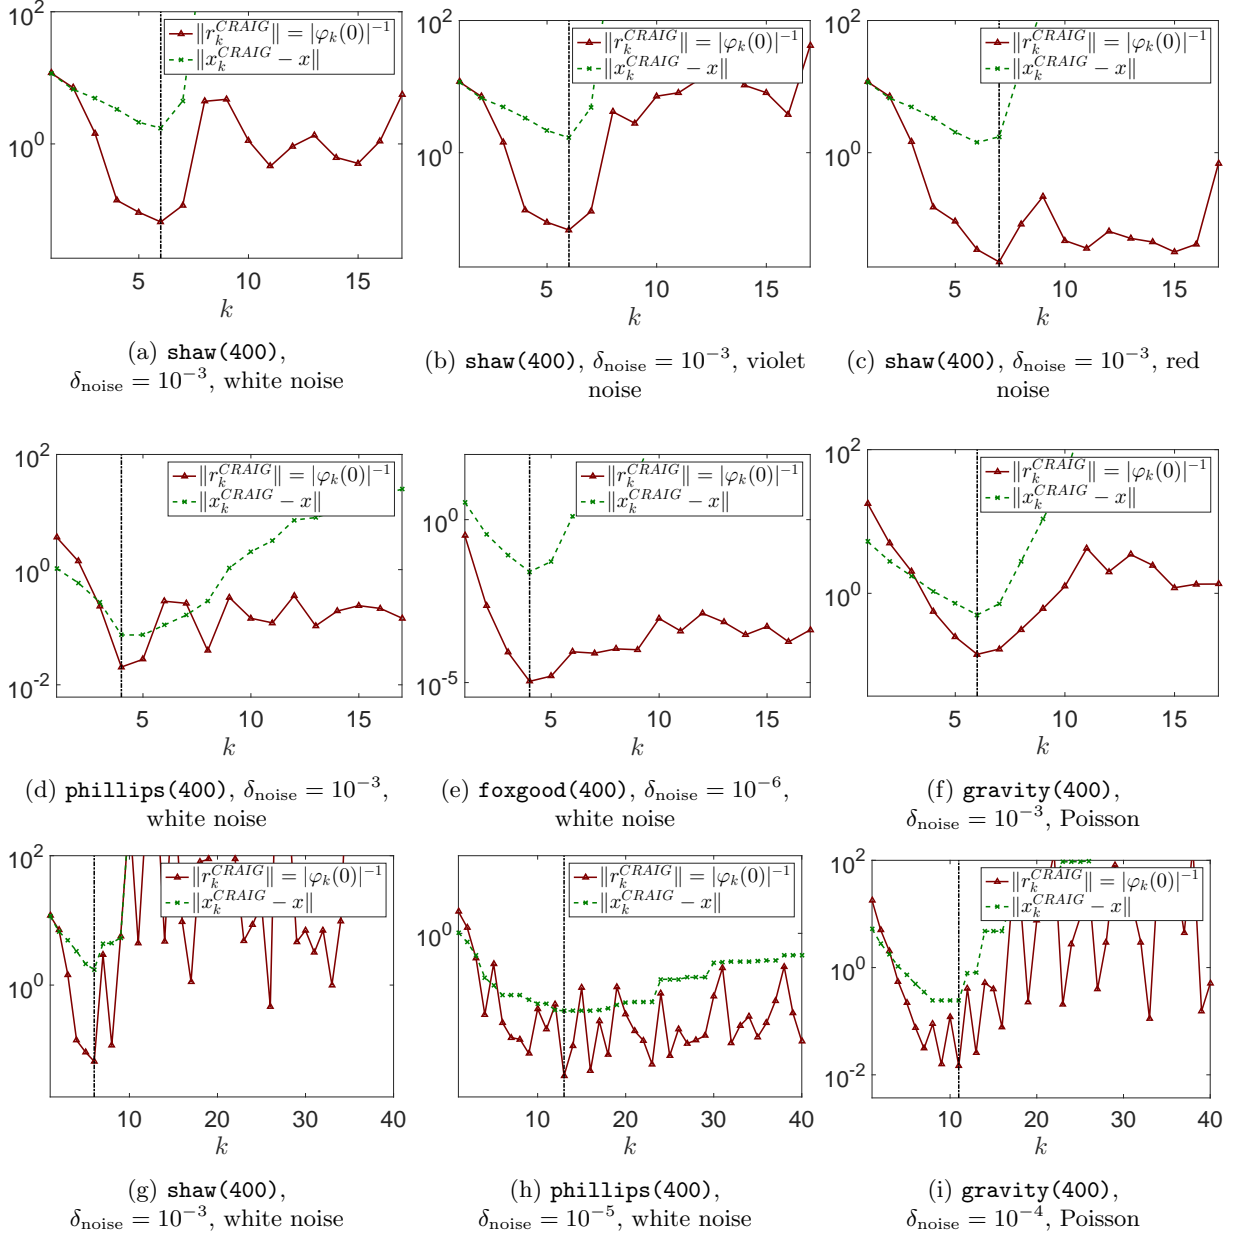 10^2
10^0
‖r_k^{CRAIG}‖ = |φ_k(0)|^{-1}
‖x_k^{CRAIG} − x‖
5 10 15
k
(a) shaw(400),
δ_noise = 10^{-3}, white noise
10^2
10^0
‖r_k^{CRAIG}‖ = |φ_k(0)|^{-1}
‖x_k^{CRAIG} − x‖
5 10 15
k
(b) shaw(400), δ_noise = 10^{-3}, violet
noise
10^2
10^0
‖r_k^{CRAIG}‖ = |φ_k(0)|^{-1}
‖x_k^{CRAIG} − x‖
5 10 15
k
(c) shaw(400), δ_noise = 10^{-3}, red
noise
10^2
10^0
10^{-2}
‖r_k^{CRAIG}‖ = |φ_k(0)|^{-1}
‖x_k^{CRAIG} − x‖
5 10 15
k
(d) phillips(400), δ_noise = 10^{-3},
white noise
10^0
10^{-5}
‖r_k^{CRAIG}‖ = |φ_k(0)|^{-1}
‖x_k^{CRAIG} − x‖
5 10 15
k
(e) foxgood(400), δ_noise = 10^{-6},
white noise
10^2
10^0
‖r_k^{CRAIG}‖ = |φ_k(0)|^{-1}
‖x_k^{CRAIG} − x‖
5 10 15
k
(f) gravity(400),
δ_noise = 10^{-3}, Poisson
10^2
10^0
‖r_k^{CRAIG}‖ = |φ_k(0)|^{-1}
‖x_k^{CRAIG} − x‖
10 20 30 40
k
(g) shaw(400),
δ_noise = 10^{-3}, white noise
10^0
‖r_k^{CRAIG}‖ = |φ_k(0)|^{-1}
‖x_k^{CRAIG} − x‖
10 20 30 40
k
(h) phillips(400),
δ_noise = 10^{-5}, white noise
10^2
10^0
10^{-2}
‖r_k^{CRAIG}‖ = |φ_k(0)|^{-1}
‖x_k^{CRAIG} − x‖
10 20 30 40
k
(i) gravity(400),
δ_noise = 10^{-4}, Poisson